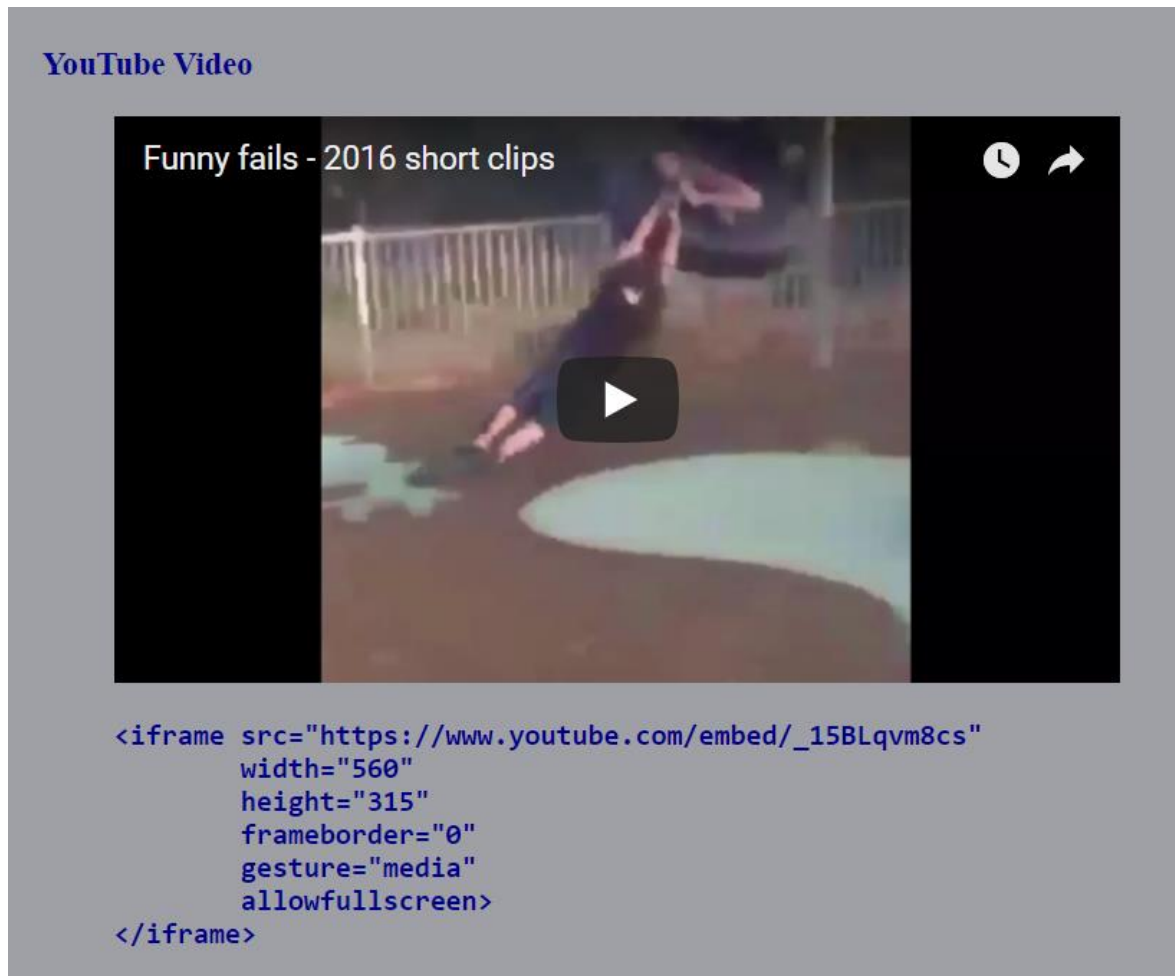 YouTube Video
Funny fails - 2016 short clips
<iframe src="https://www.youtube.com/embed/_15BLqvm8cs"
width="560"
height="315"
frameborder="0"
gesture="media"
allowfullscreen>
</iframe>